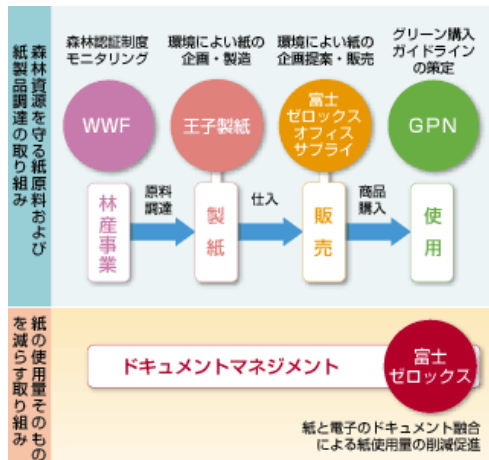 森林資源を守る紙原料および
紙製品調達の取り組み
森林認証制度
モニタリング
環境によい紙の
企画・製造
環境によい紙の
企画提案・販売
グリーン購入
ガイドライン
の策定
WWF
王子製紙
富士
ゼロックス
オフィス
サプライ
GPN
林産事業
原料
調達
製紙
仕入
販売
商品
購入
使用
紙の使用量そのもの
を減らす取り組み
ドキュメントマネジメント
富士
ゼロックス
紙と電子のドキュメント融合
による紙使用量の削減促進